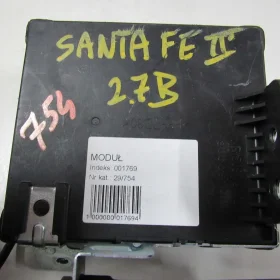 SANTA FE II
2.7B
754
MODUŁ
Indeks 001769
Nr kat. 29/754